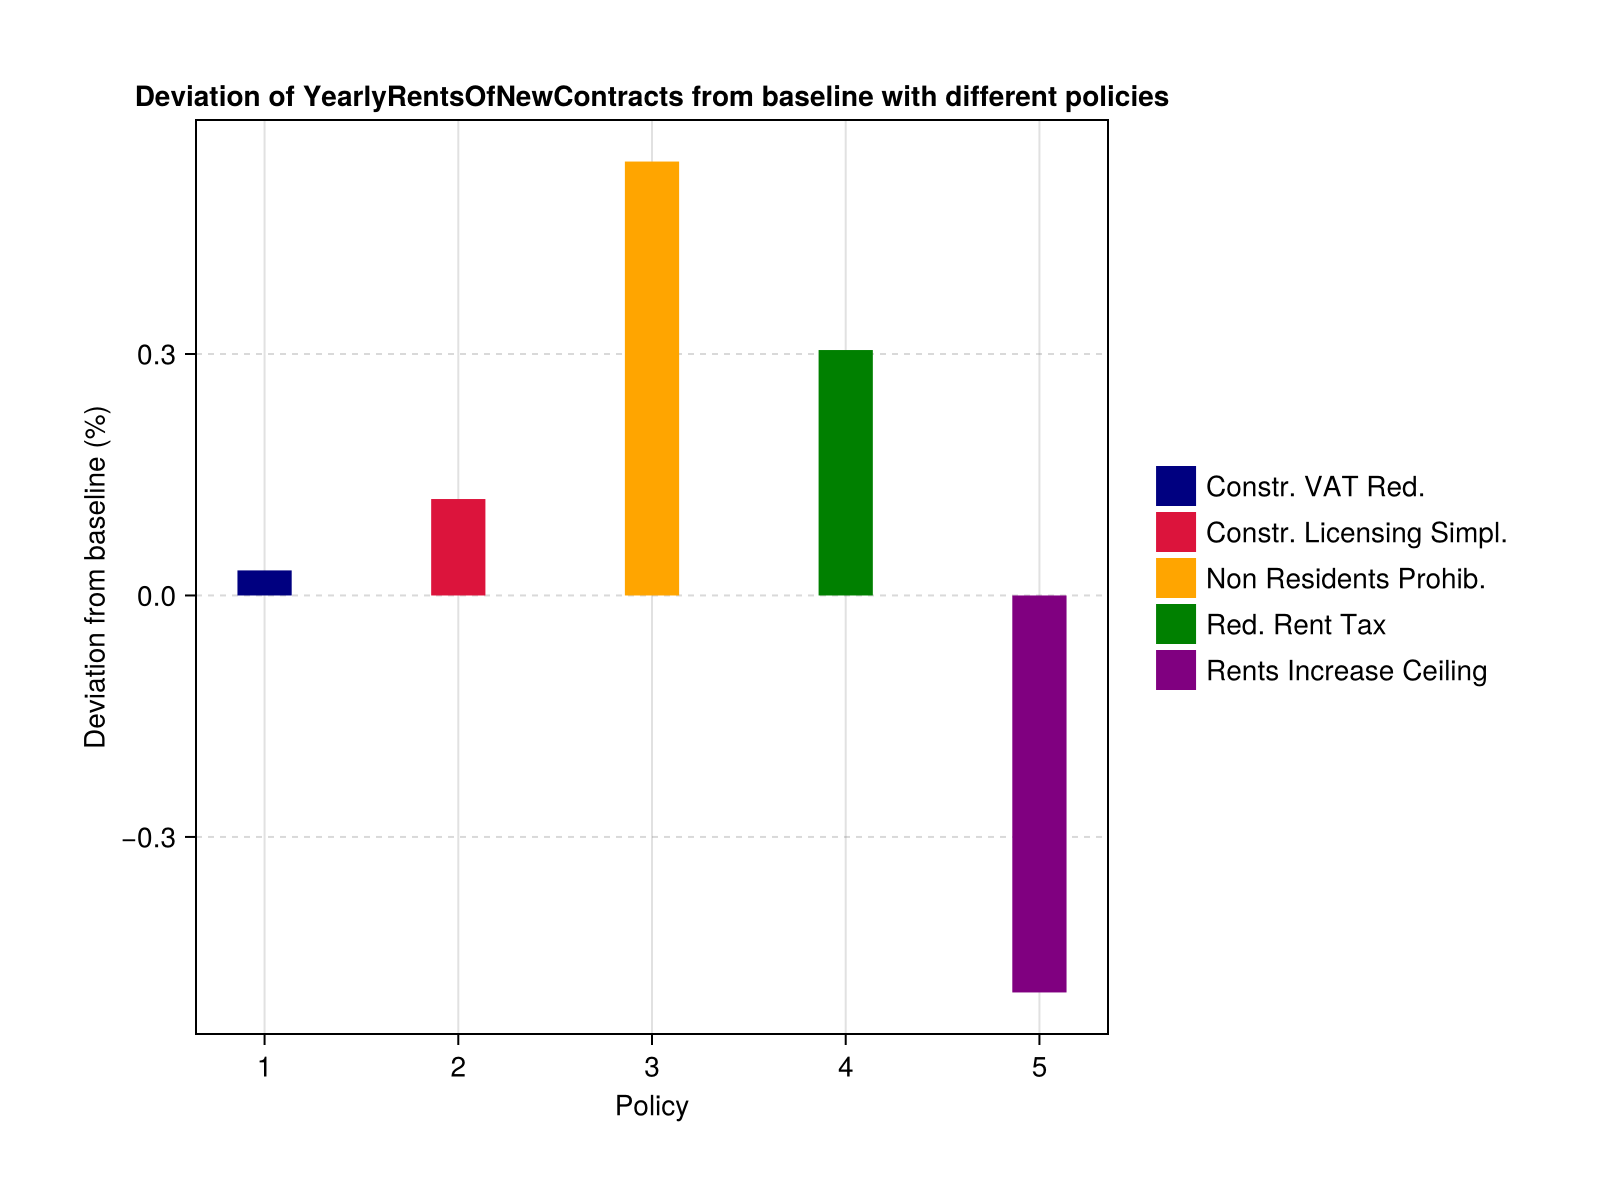 Deviation of YearlyRentsOfNewContracts from baseline with different policies
Deviation from baseline (%)
0.3
0.0
−0.3
1 2 3 4 5
Policy
Constr. VAT Red.
Constr. Licensing Simpl.
Non Residents Prohib.
Red. Rent Tax
Rents Increase Ceiling